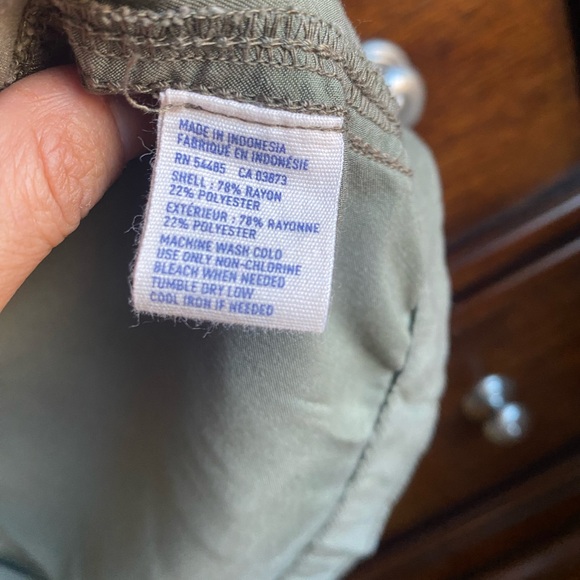 MADE IN INDONESIA
FABRIQUÉ EN INDONÉSIE
RN 54485 CA 03673
SHELL : 78% RAYON
22% POLYESTER
EXTÉRIEUR : 78% RAYONNE
22% POLYESTER
MACHINE WASH COLD
USE ONLY NON-CHLORINE
BLEACH WHEN NEEDED
TUMBLE DRY LOW
COOL IRON IF NEEDED